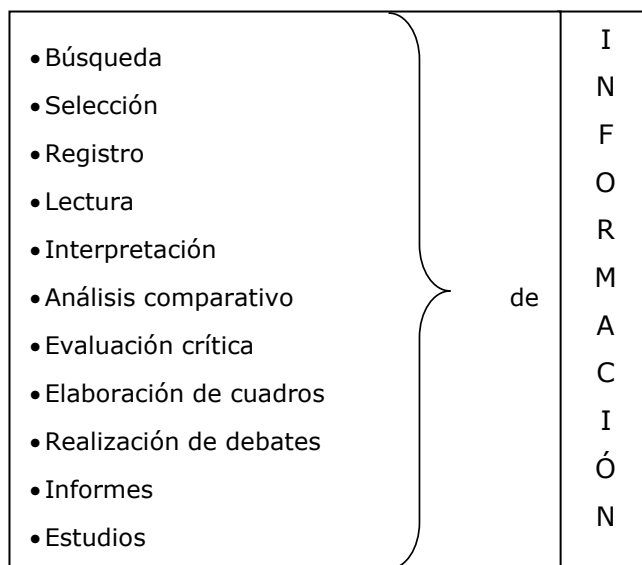 • Búsqueda
• Selección
• Registro
• Lectura
• Interpretación
• Análisis comparativo
• Evaluación crítica
• Elaboración de cuadros
• Realización de debates
• Informes
• Estudios
de
I
N
F
O
R
M
A
C
I
Ó
N